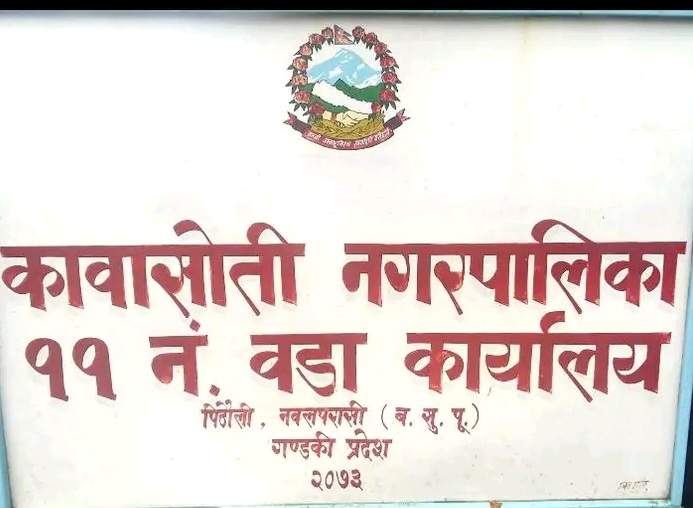 कावासोती नगरपालिका
११ नं. वडा कार्यालय
पिठौली, नवलपरासी (ब. सु. पू.)
गण्डकी प्रदेश
२०७३